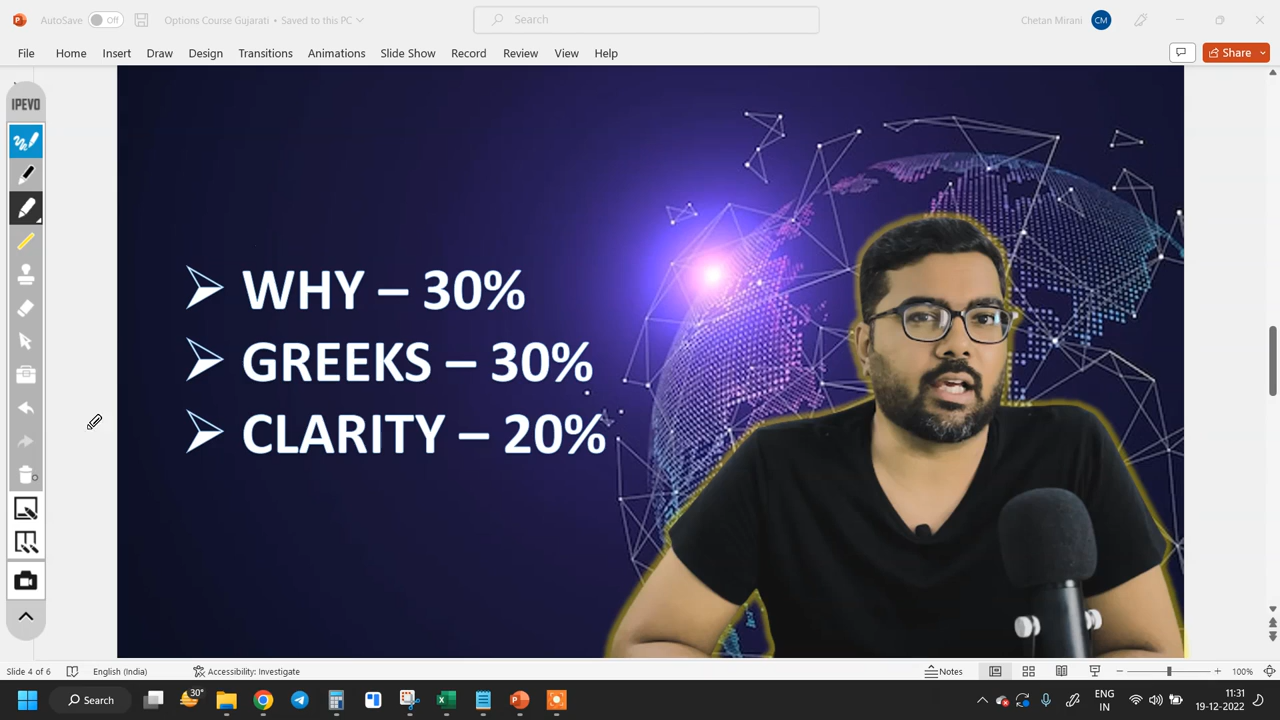 AutoSave Off Options Course Gujarati • Saved to this PC Search Chetan Mirani CM
File Home Insert Draw Design Transitions Animations Slide Show Record Review View Help Share
IPEVO
WHY – 30%
GREEKS – 30%
CLARITY – 20%
Slide 4 of 6 English (India) Accessibility: Investigate Notes 100%
Search 30° ENG IN 11:31 19-12-2022